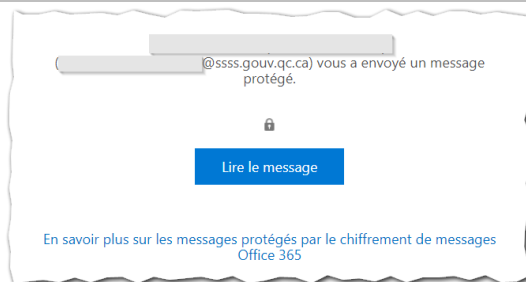 (@ssss.gouv.qc.ca) vous a envoyé un message
protégé.
Lire le message
En savoir plus sur les messages protégés par le chiffrement de messages
Office 365